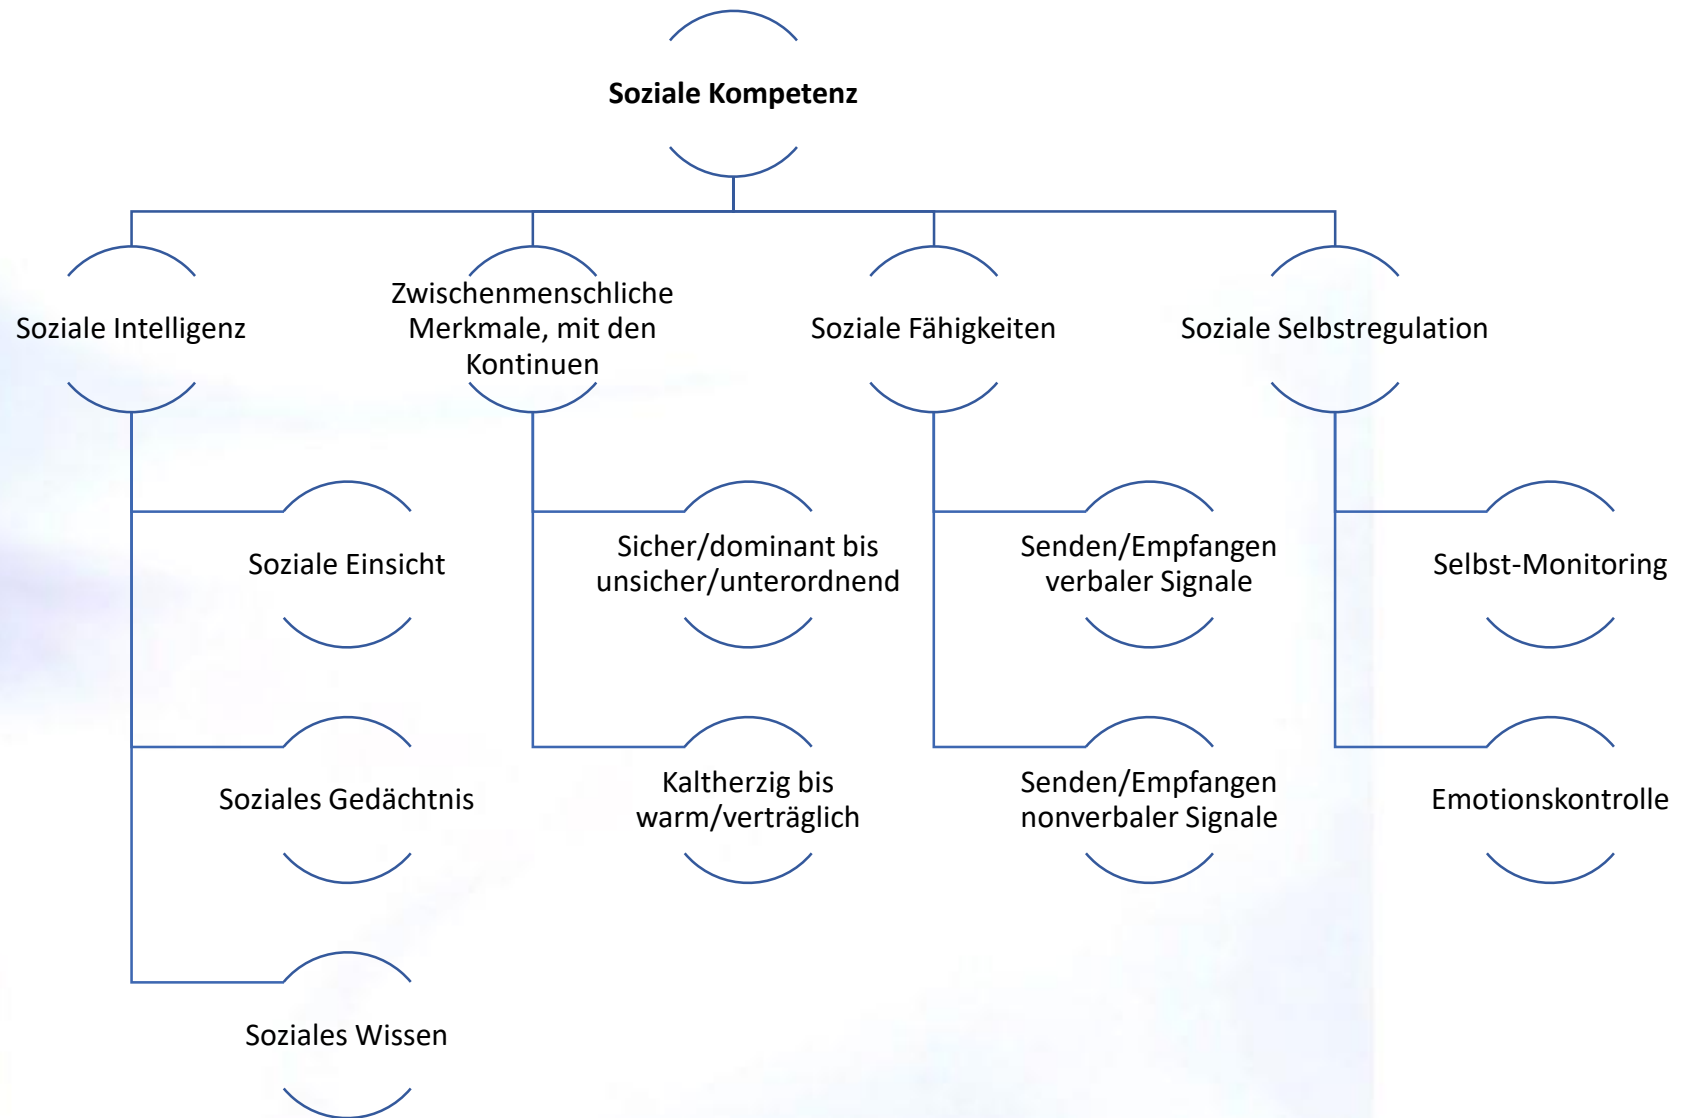 Soziale Kompetenz
Soziale Intelligenz
Zwischenmenschliche
Merkmale, mit den
Kontinuen
Soziale Fähigkeiten
Soziale Selbstregulation
Soziale Einsicht
Sicher/dominant bis
unsicher/unterordnend
Senden/Empfangen
verbaler Signale
Selbst-Monitoring
Soziales Gedächtnis
Kaltherzig bis
warm/verträglich
Senden/Empfangen
nonverbaler Signale
Emotionskontrolle
Soziales Wissen